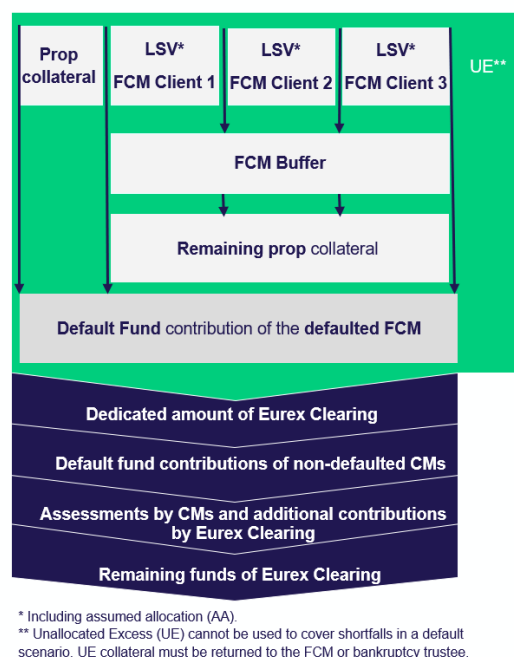 Prop
collateral
LSV*
FCM Client 1
LSV*
FCM Client 2
LSV*
FCM Client 3
UE**
FCM Buffer
Remaining prop collateral
Default Fund contribution of the defaulted FCM
Dedicated amount of Eurex Clearing
Default fund contributions of non-defaulted CMs
Assessments by CMs and additional contributions
by Eurex Clearing
Remaining funds of Eurex Clearing
* Including assumed allocation (AA).
** Unallocated Excess (UE) cannot be used to cover shortfalls in a default
scenario. UE collateral must be returned to the FCM or bankruptcy trustee.